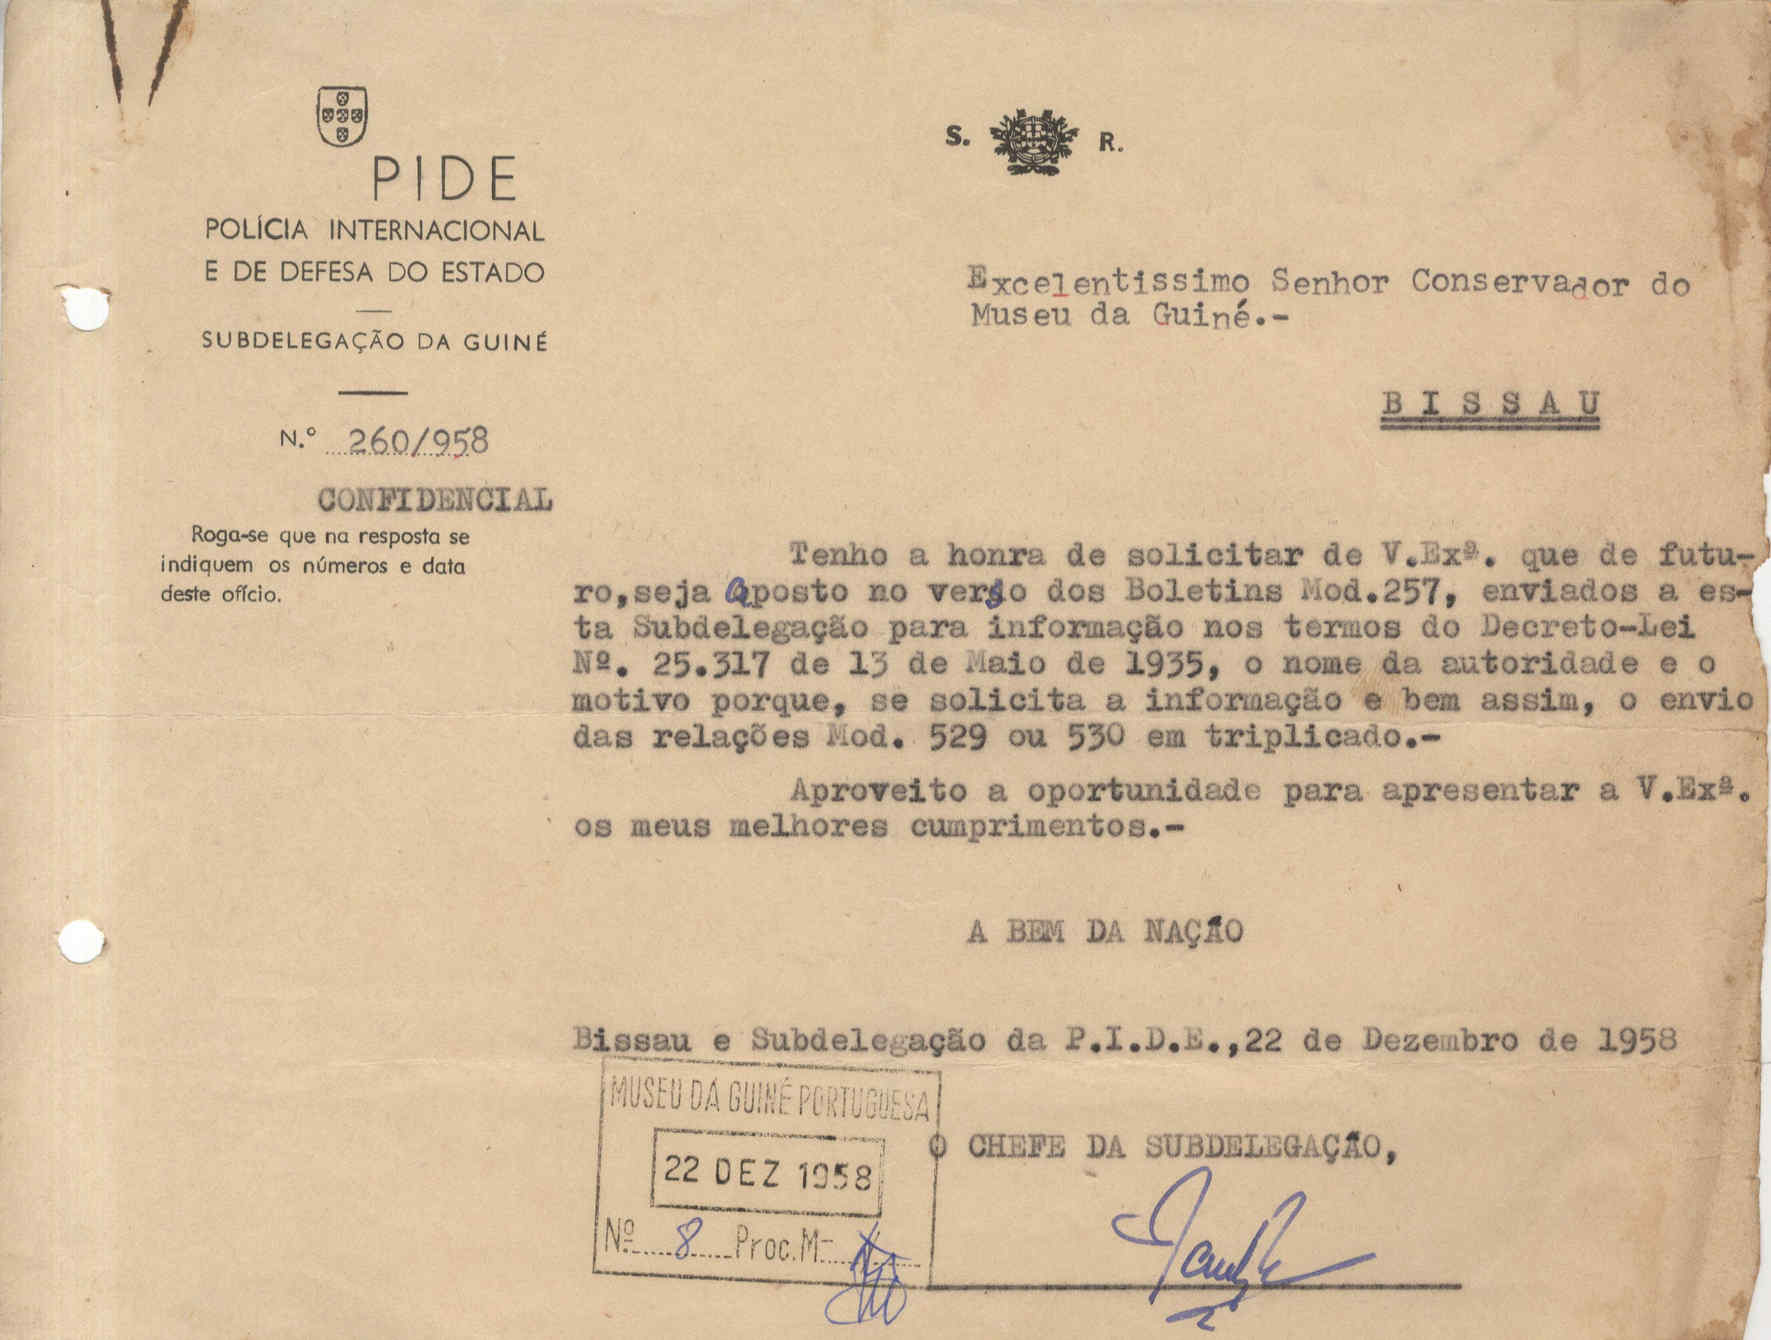 PIDE
POLÍCIA INTERNACIONAL
E DE DEFESA DO ESTADO
SUBDELEGAÇÃO DA GUINÉ
N.º 260/958
CONFIDENCIAL
Roga-se que na resposta se
indiquem os números e data
deste ofício.
S. R.
Excelentissimo Senhor Conservador do
Museu da Guiné.-
BISSAU
Tenho a honra de solicitar de V.Exª. que de futu-
ro,seja aposto no verso dos Boletins Mod.257, enviados a es-
ta Subdelegação para informação nos termos do Decreto-Lei
Nº. 25.317 de 13 de Maio de 1935, o nome da autoridade e o
motivo porque, se solicita a informação e bem assim, o envio
das relações Mod. 529 ou 530 em triplicado.-
Aproveito a oportunidade para apresentar a V.Exª.
os meus melhores cumprimentos.-
A BEM DA NAÇÃO
Bissau e Subdelegação da P.I.D.E.,22 de Dezembro de 1958
MUSEU DA GUINÉ PORTUGUESA
22 DEZ 1958
Nº 8 Proc. M-
O CHEFE DA SUBDELEGAÇÃO,